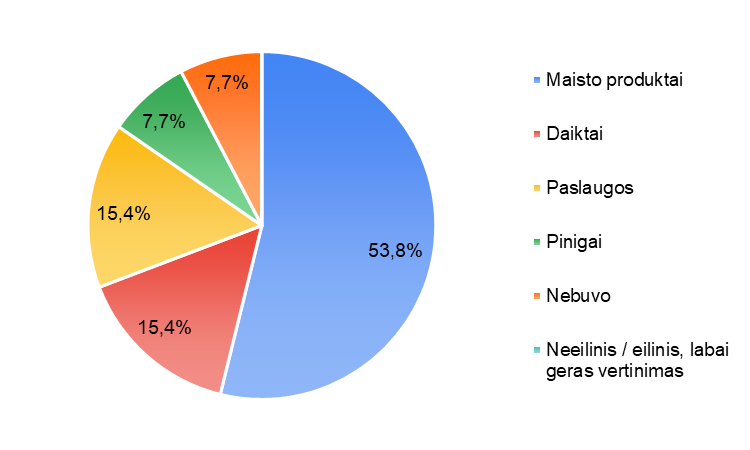 7,7%
7,7%
15,4%
15,4%
53,8%
Maisto produktai
Daiktai
Paslaugos
Pinigai
Nebuvo
Neeilinis / eilinis, labai
geras vertinimas